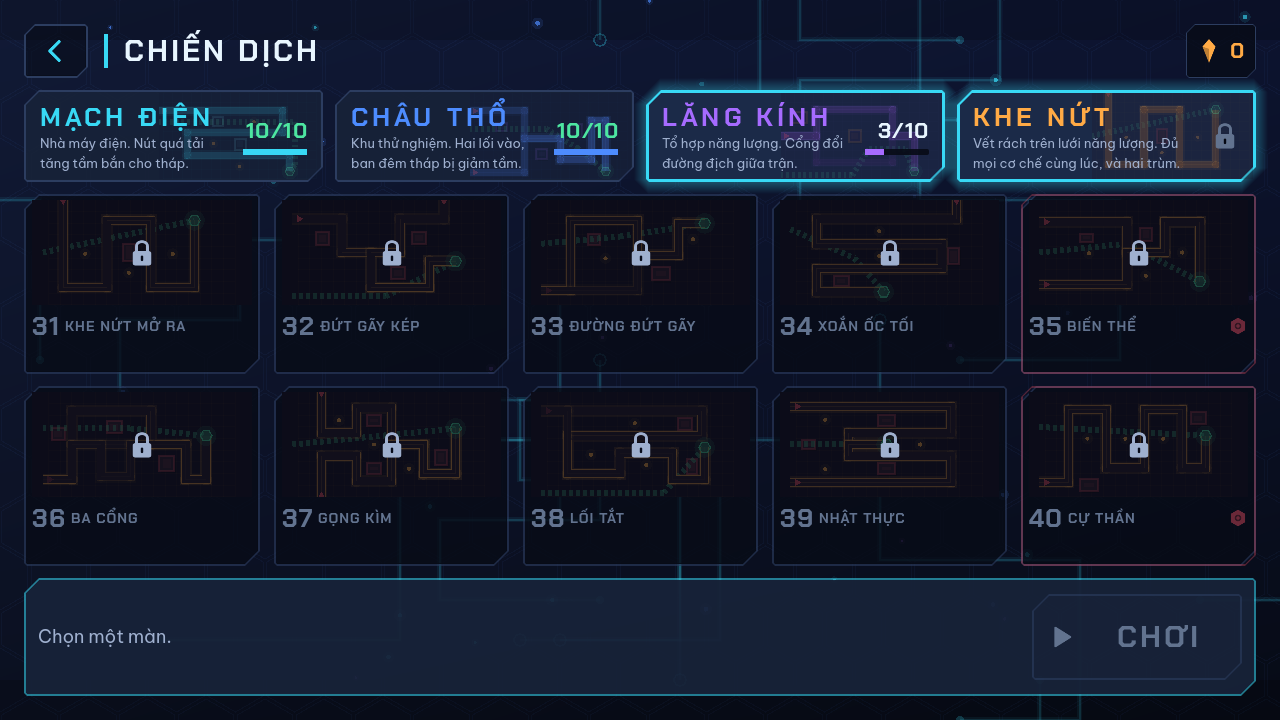 CHIẾN DỊCH
0
MẠCH ĐIỆN
10/10
Nhà máy điện. Nút quá tải
tăng tầm bắn cho tháp.
CHÂU THỔ
10/10
Khu thử nghiệm. Hai lối vào,
ban đêm tháp bị giảm tầm.
LĂNG KÍNH
3/10
Tổ hợp năng lượng. Cổng đổi
đường địch giữa trận.
KHE NỨT
Vết rách trên lưới năng lượng. Đủ
mọi cơ chế cùng lúc, và hai trùm.
31 KHE NỨT MỞ RA
32 ĐỨT GÃY KÉP
33 ĐƯỜNG ĐỨT GÃY
34 XOẮN ỐC TỐI
35 BIẾN THỂ
36 BA CỔNG
37 GỌNG KÌM
38 LỐI TẮT
39 NHẬT THỰC
40 CỰ THẦN
Chọn một màn.
CHƠI